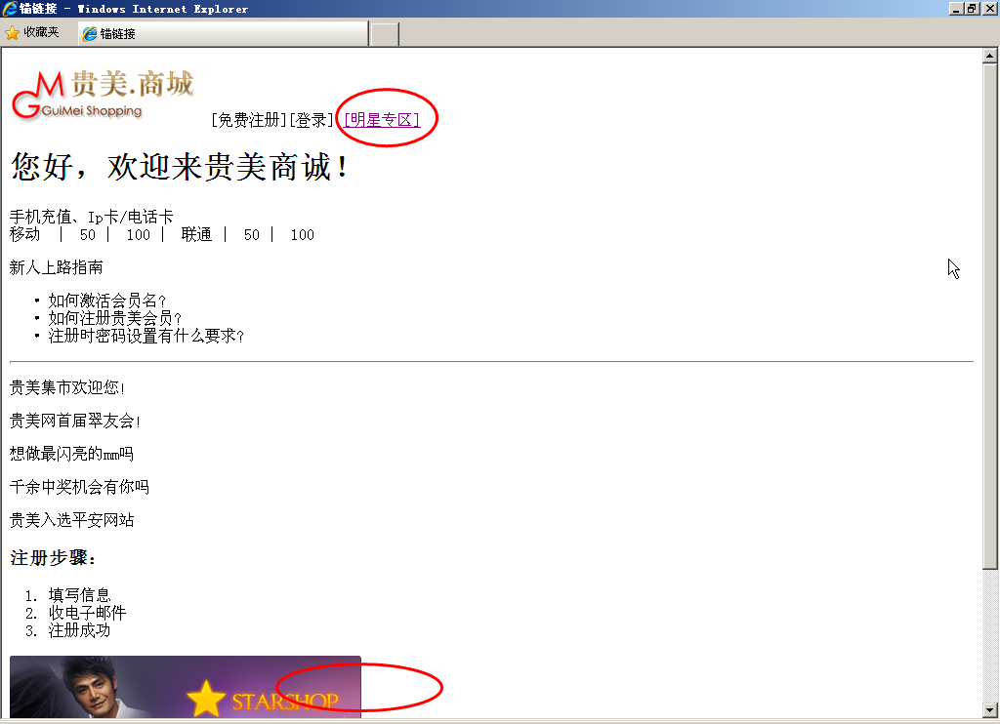 锚链接 - Windows Internet Explorer
收藏夹
锚链接
GM 贵美.商城
GuiMei Shopping
[免费注册][登录] [明星专区]
您好，欢迎来贵美商诚！
手机充值、Ip卡/电话卡
移动 | 50 | 100 | 联通 | 50 | 100
新人上路指南
• 如何激活会员名?
• 如何注册贵美会员?
• 注册时密码设置有什么要求?
贵美集市欢迎您!
贵美网首届翠友会!
想做最闪亮的mm吗
千余中奖机会有你吗
贵美入选平安网站
注册步骤：
1. 填写信息
2. 收电子邮件
3. 注册成功
STARSHOP